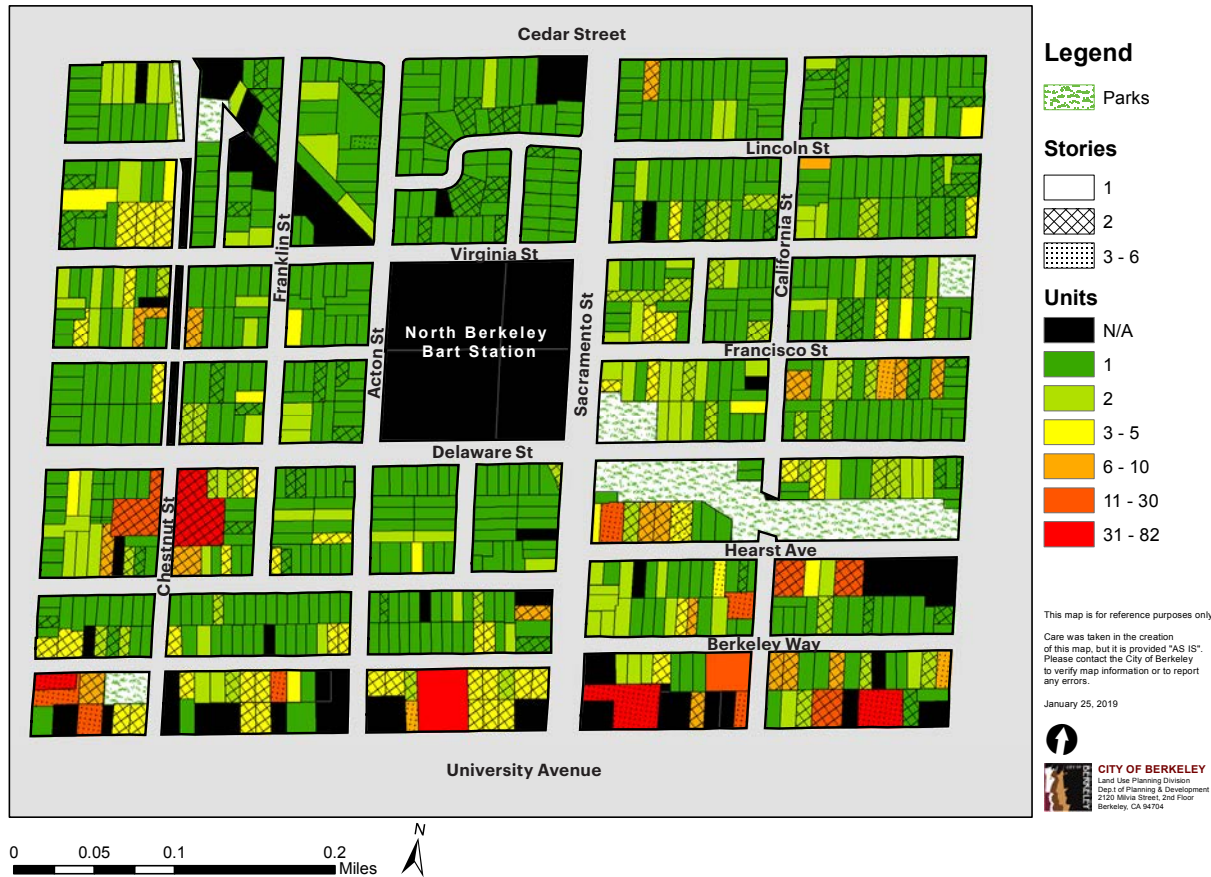 Cedar Street
Lincoln St
California St
Franklin St
Virginia St
North Berkeley
Bart Station
Acton St
Sacramento St
Francisco St
Delaware St
Chestnut St
Hearst Ave
Berkeley Way
University Avenue
Legend
Parks
Stories
1
2
3 - 6
Units
N/A
1
2
3 - 5
6 - 10
11 - 30
31 - 82
This map is for reference purposes only
Care was taken in the creation
of this map, but it is provided "AS IS".
Please contact the City of Berkeley
to verify map information or to report
any errors.
January 25, 2019
CITY OF BERKELEY
Land Use Planning Division
Dep.t of Planning & Development
2120 Milvia Street, 2nd Floor
Berkeley, CA 94704
N
0 0.05 0.1 0.2
Miles